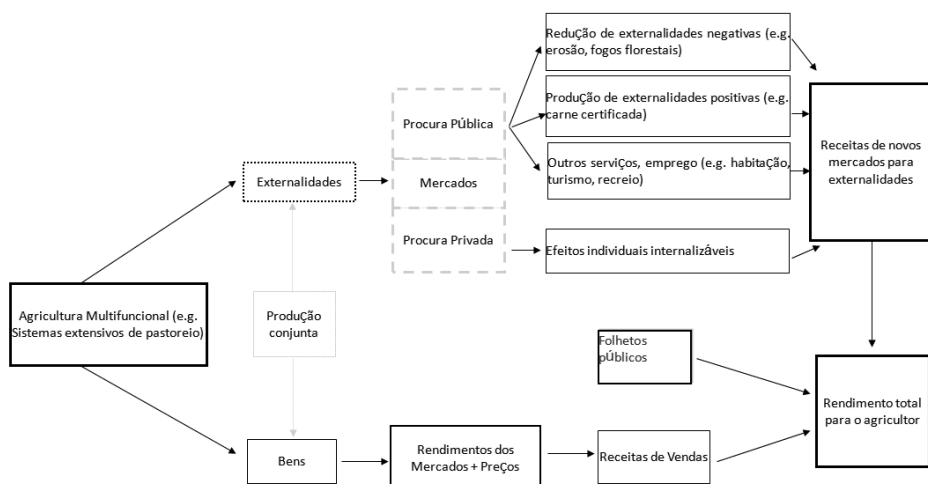 Redução de externalidades negativas (e.g.
erosão, fogos florestais)
Produção de externalidades positivas (e.g.
carne certificada)
Outros serviços, emprego (e.g. habitação,
turismo, recreio)
Efeitos individuais internalizáveis
Procura Pública
Mercados
Procura Privada
Externalidades
Receitas de novos
mercados para
externalidades
Agricultura Multifuncional (e.g.
Sistemas extensivos de pastoreio)
Produção
conjunta
Folhetos
públicos
Rendimento total
para o agricultor
Bens
Rendimentos dos
Mercados + Preços
Receitas de Vendas